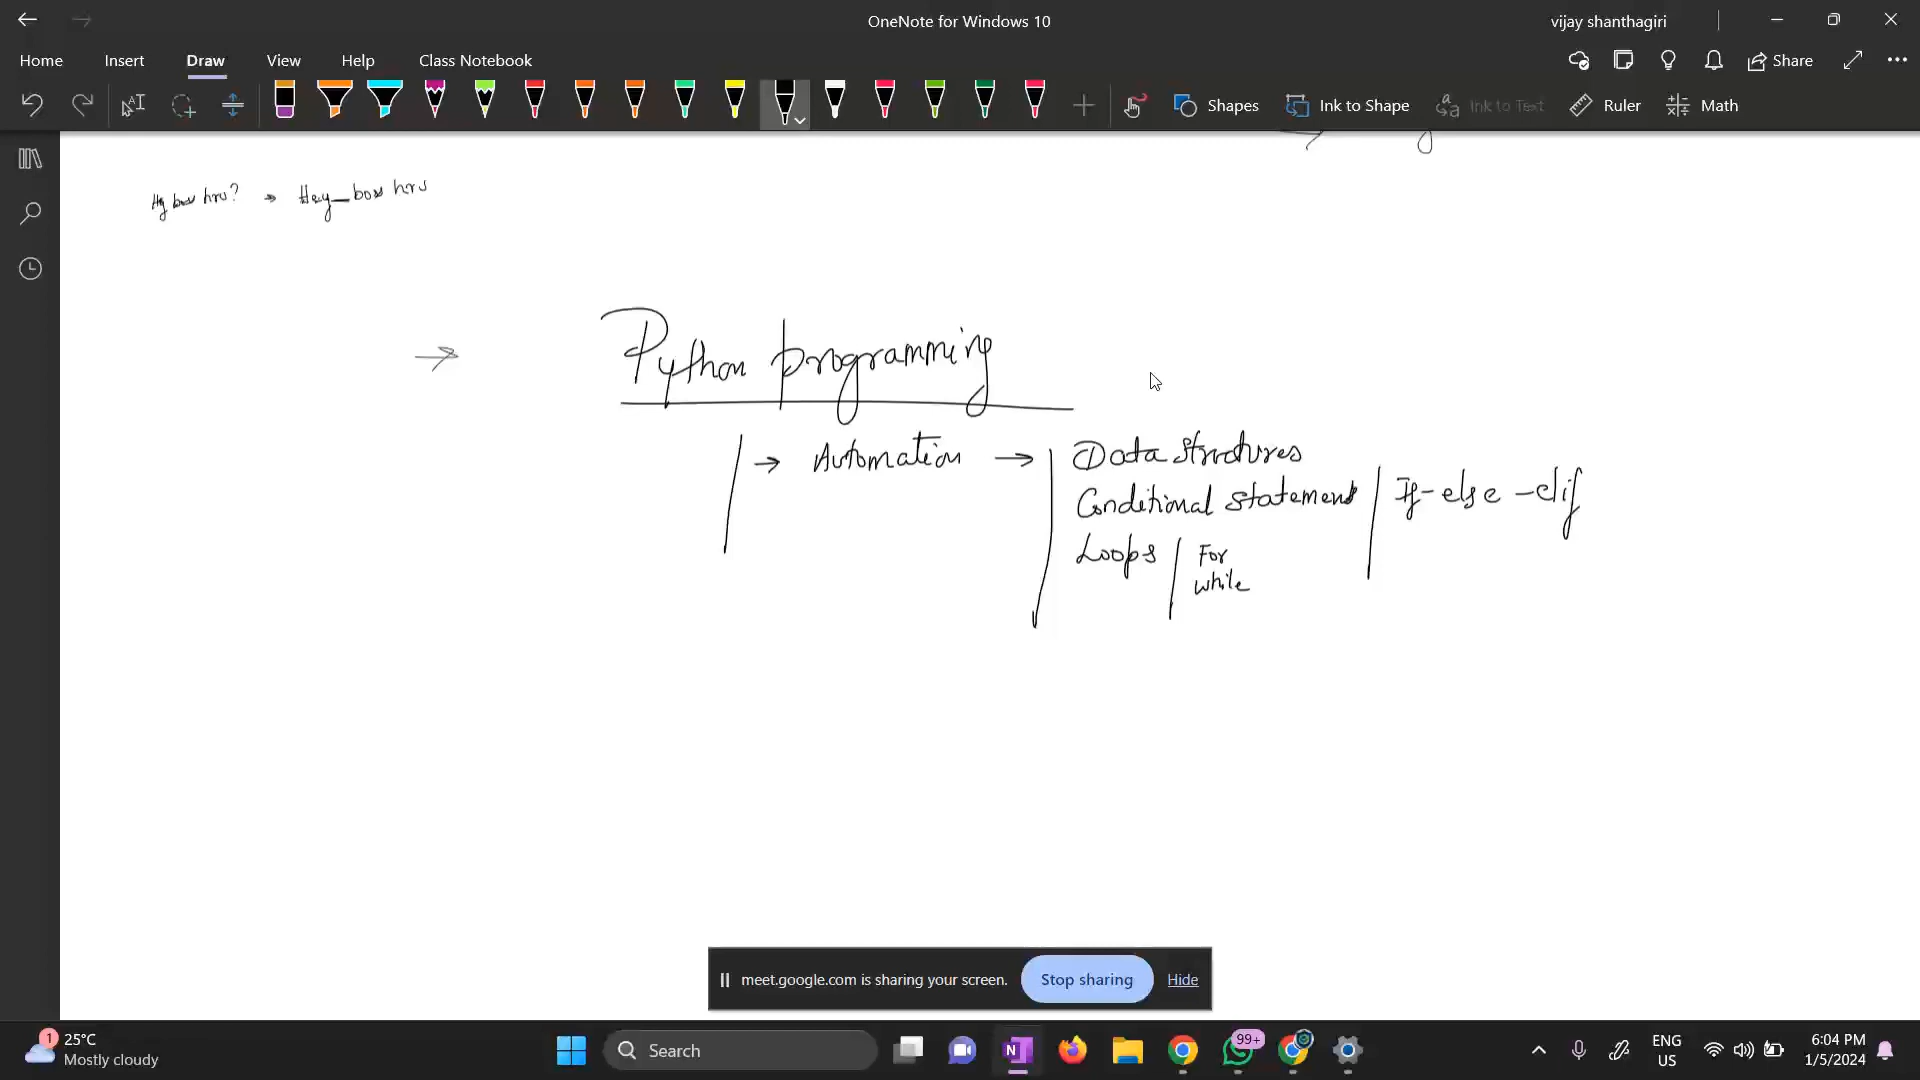 OneNote for Windows 10
vijay shanthagiri
Home Insert Draw View Help Class Notebook
Share
Shapes Ink to Shape Ink to Text Ruler Math
hru? → Hey_boss hru
→ Python programming
→ Automation → Data Structures
Conditional Statement If-else-elif
Loops For
While
meet.google.com is sharing your screen. Stop sharing Hide
1 25°C
Mostly cloudy
Search
99+
ENG
US
6:04 PM
1/5/2024